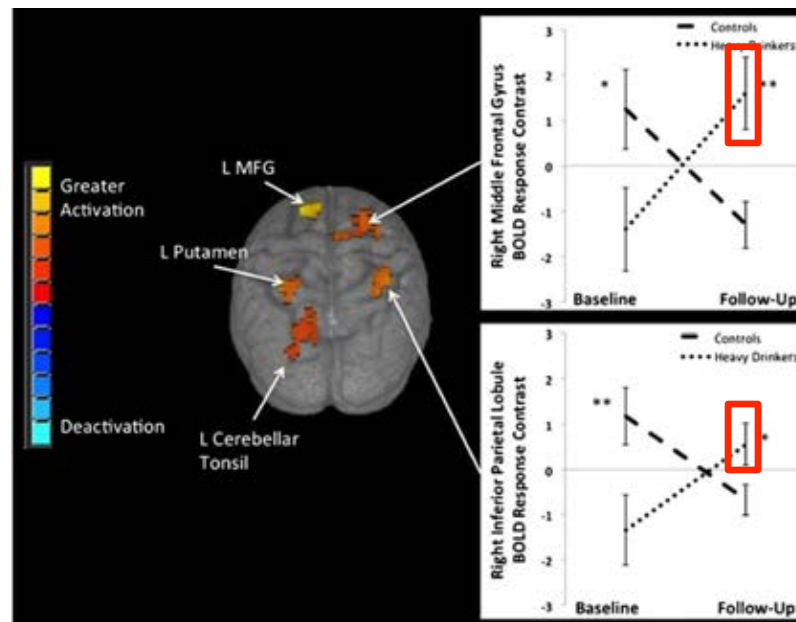 Greater
Activation
Deactivation
L MFG
L Putamen
L Cerebellar
Tonsil
Right Middle Frontal Gyrus
BOLD Response Contrast
Controls
Heavy Drinkers
3
2
1
0
-1
-2
-3
*
**
Baseline
Follow-Up
Right Inferior Parietal Lobule
BOLD Response Contrast
Controls
Heavy Drinkers
3
2
1
0
-1
-2
-3
**
*
Baseline
Follow-Up